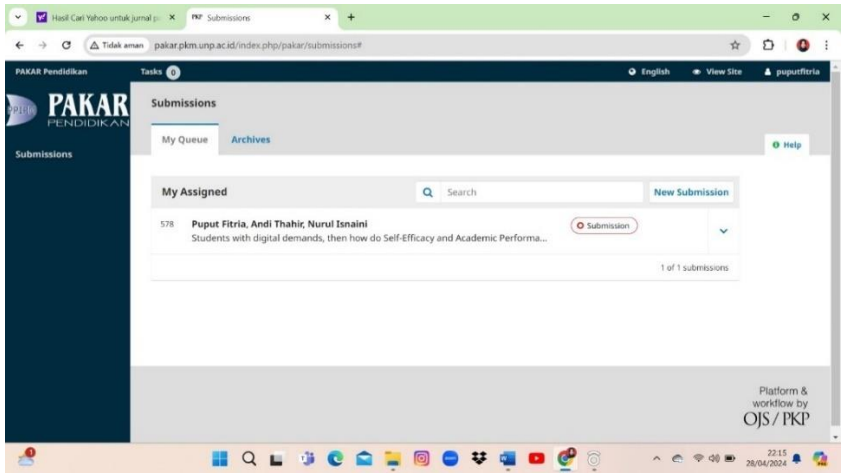 Hasil Cari Yahoo untuk jurnal p
PKP Submissions
Tidak aman pakar.pkm.unp.ac.id/index.php/pakar/submissions#
PAKAR Pendidikan Tasks 0 English View Site puputfitria
PAKAR
PENDIDIKAN
Submissions
Submissions
My Queue Archives
Help
My Assigned Search New Submission
578 Puput Fitria, Andi Thahir, Nurul Isnaini Submission
Students with digital demands, then how do Self-Efficacy and Academic Performa...
1 of 1 submissions
Platform &
workflow by
OJS / PKP
22:15
28/04/2024